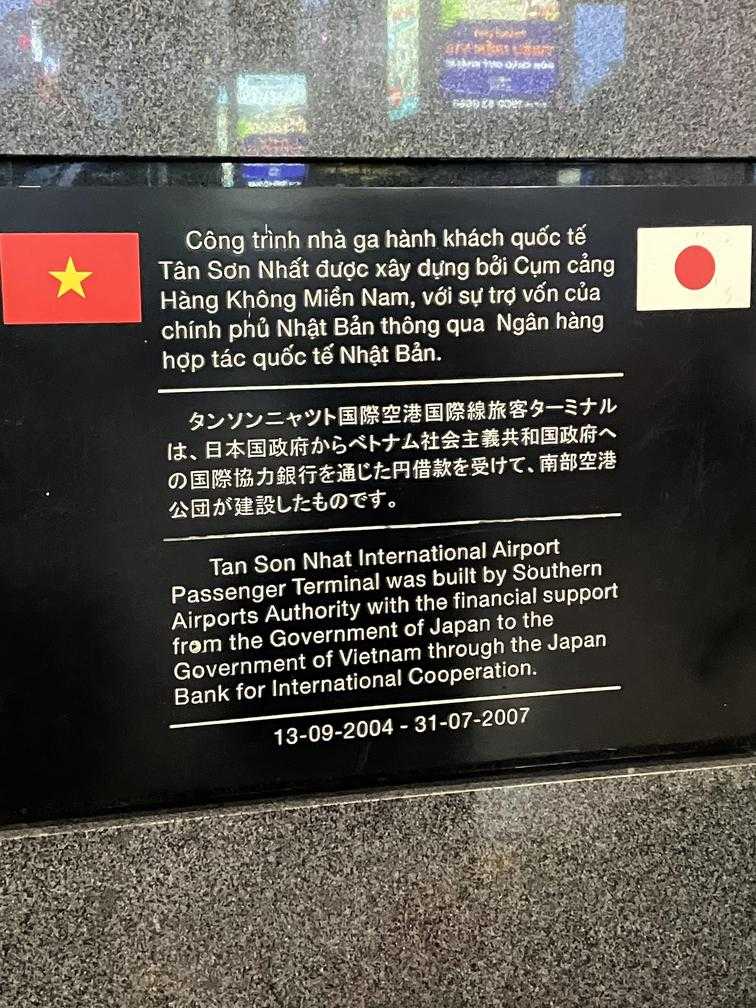 Công trình nhà ga hành khách quốc tế
Tân Sơn Nhất được xây dựng bởi Cụm cảng
Hàng Không Miền Nam, với sự trợ vốn của
chính phủ Nhật Bản thông qua Ngân hàng
hợp tác quốc tế Nhật Bản.
タンソンニャット国際空港国際線旅客ターミナル
は、日本国政府からベトナム社会主義共和国政府へ
の国際協力銀行を通じた円借款を受けて、南部空港
公団が建設したものです。
Tan Son Nhat International Airport
Passenger Terminal was built by Southern
Airports Authority with the financial support
from the Government of Japan to the
Government of Vietnam through the Japan
Bank for International Cooperation.
13-09-2004 - 31-07-2007